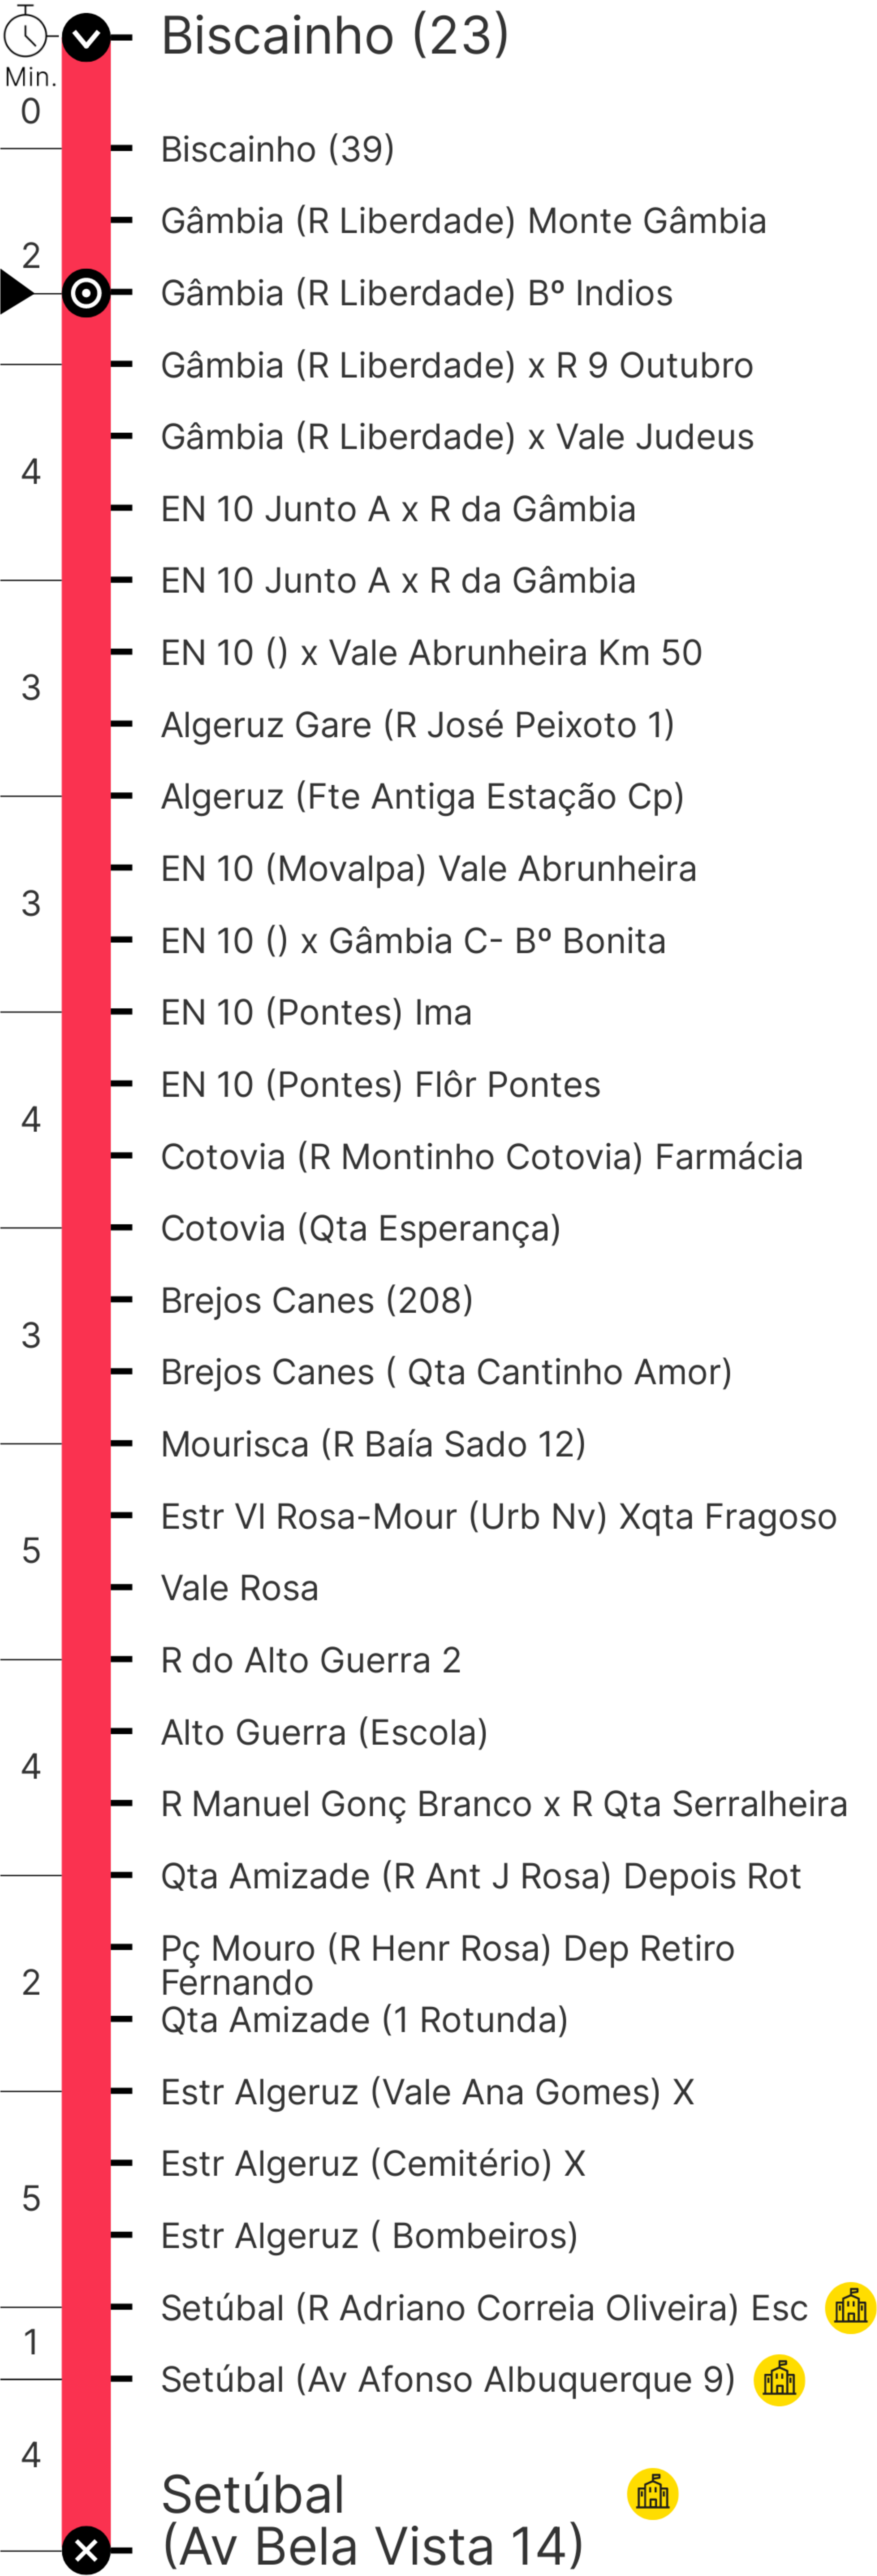 Biscainho (23)
Min.
0
Biscainho (39)
Gâmbia (R Liberdade) Monte Gâmbia
2
Gâmbia (R Liberdade) Bº Indios
Gâmbia (R Liberdade) x R 9 Outubro
Gâmbia (R Liberdade) x Vale Judeus
4
EN 10 Junto A x R da Gâmbia
EN 10 Junto A x R da Gâmbia
EN 10 () x Vale Abrunheira Km 50
3
Algeruz Gare (R José Peixoto 1)
Algeruz (Fte Antiga Estação Cp)
EN 10 (Movalpa) Vale Abrunheira
3
EN 10 () x Gâmbia C- Bº Bonita
EN 10 (Pontes) Ima
EN 10 (Pontes) Flôr Pontes
4
Cotovia (R Montinho Cotovia) Farmácia
Cotovia (Qta Esperança)
Brejos Canes (208)
3
Brejos Canes ( Qta Cantinho Amor)
Mourisca (R Baía Sado 12)
Estr Vl Rosa-Mour (Urb Nv) Xqta Fragoso
5
Vale Rosa
R do Alto Guerra 2
Alto Guerra (Escola)
4
R Manuel Gonç Branco x R Qta Serralheira
Qta Amizade (R Ant J Rosa) Depois Rot
Pç Mouro (R Henr Rosa) Dep Retiro
Fernando
2
Qta Amizade (1 Rotunda)
Estr Algeruz (Vale Ana Gomes) X
Estr Algeruz (Cemitério) X
5
Estr Algeruz ( Bombeiros)
Setúbal (R Adriano Correia Oliveira) Esc
1
Setúbal (Av Afonso Albuquerque 9)
4
Setúbal
(Av Bela Vista 14)